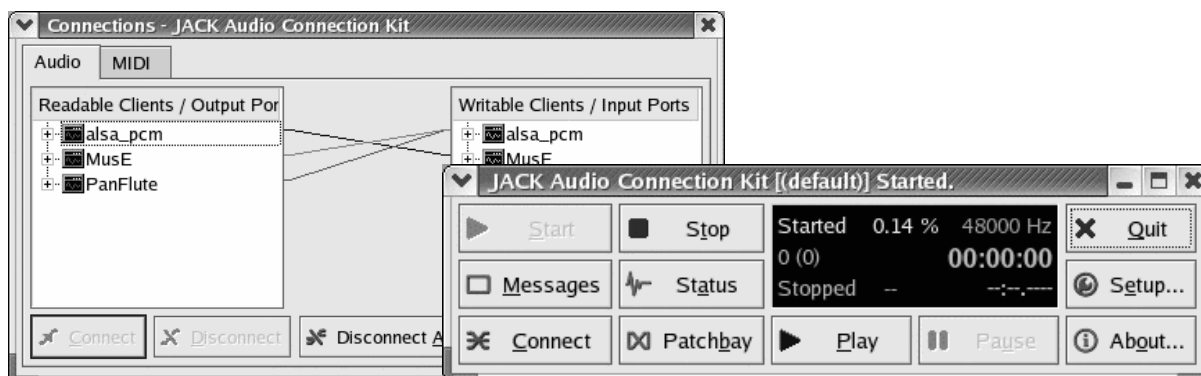 Connections - JACK Audio Connection Kit
Audio MIDI
Readable Clients / Output Por
alsa_pcm
MusE
PanFlute
Writable Clients / Input Ports
alsa_pcm
MusE
Connect Disconnect Disconnect A
JACK Audio Connection Kit [(default)] Started.
Start Stop
Started 0.14 % 48000 Hz
0 (0) 00:00:00
Stopped -- --:--.----
Quit
Messages Status Setup...
Connect Patchbay Play Pause About...